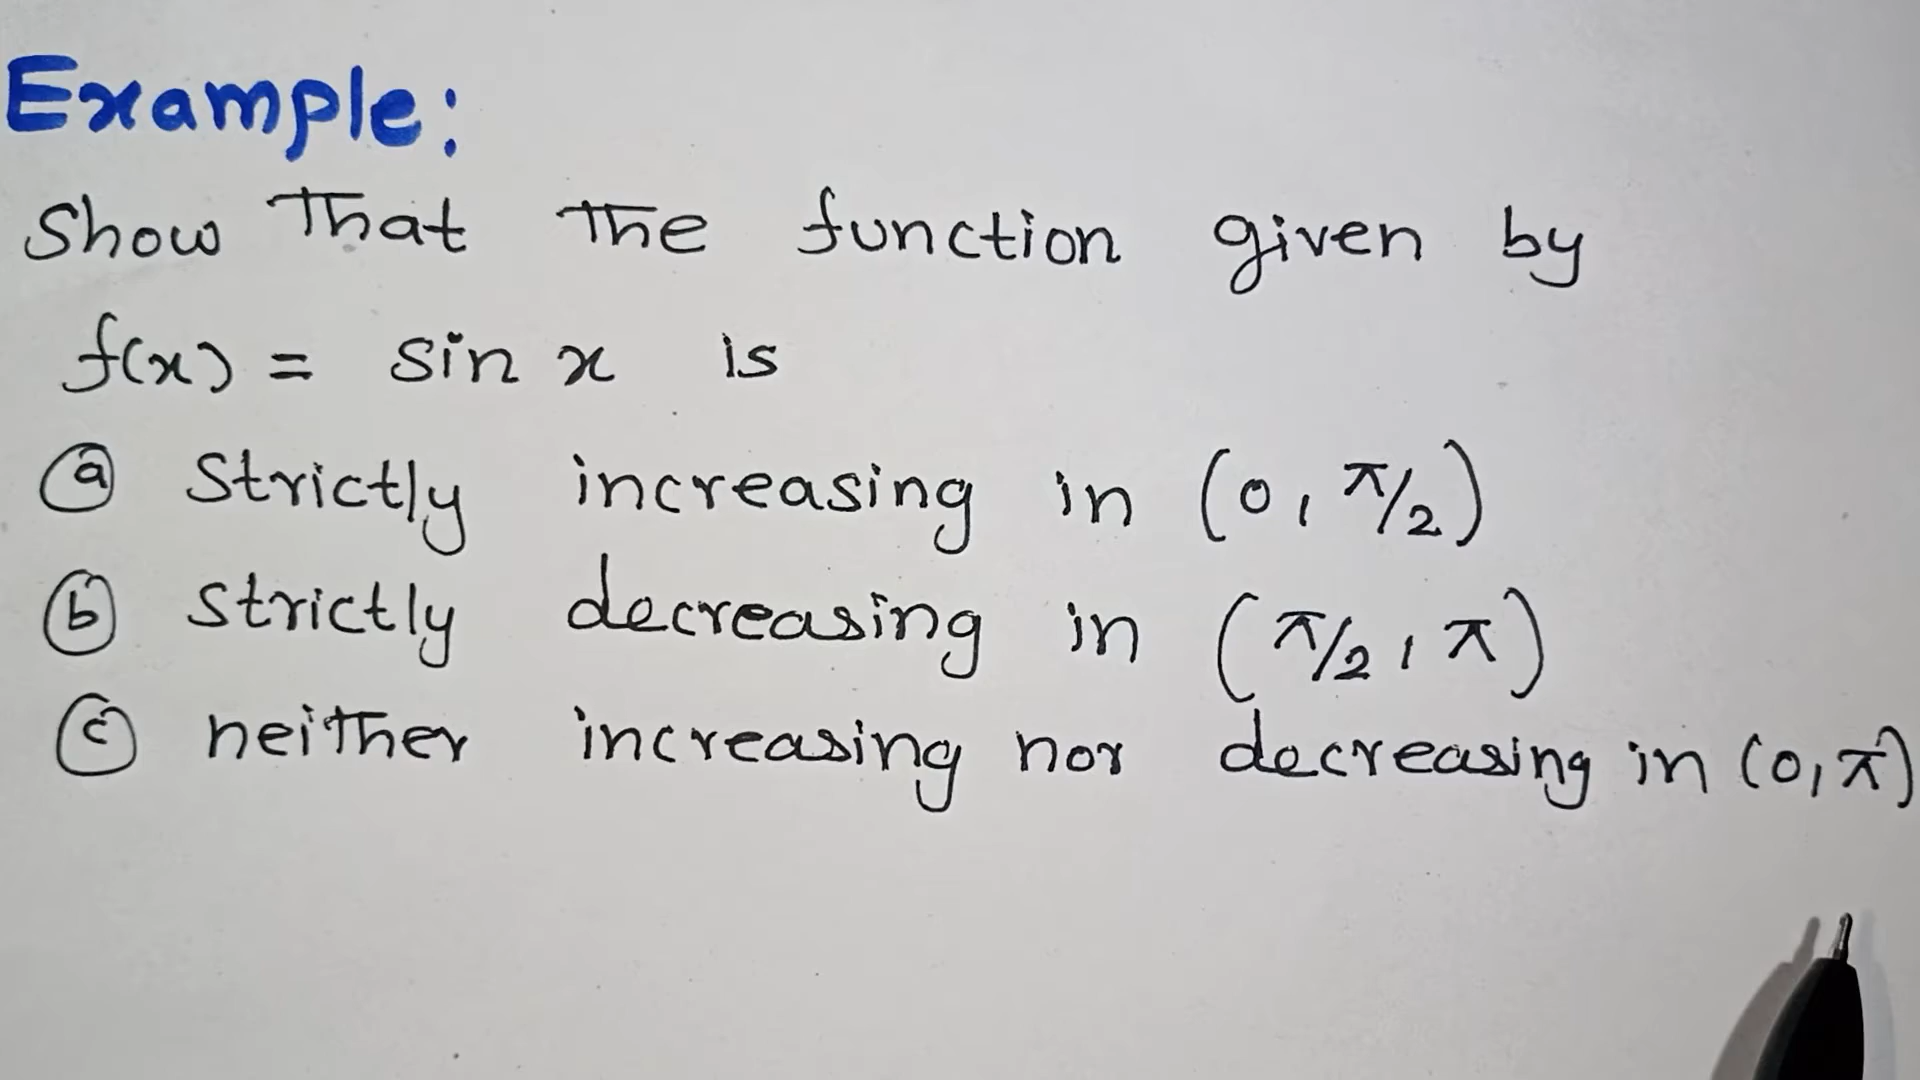 Example:
Show that the function given by
f(x) = sin x is
ⓐ Strictly increasing in (0, π/2)
ⓑ strictly decreasing in (π/2, π)
ⓒ neither increasing nor decreasing in (0, π)